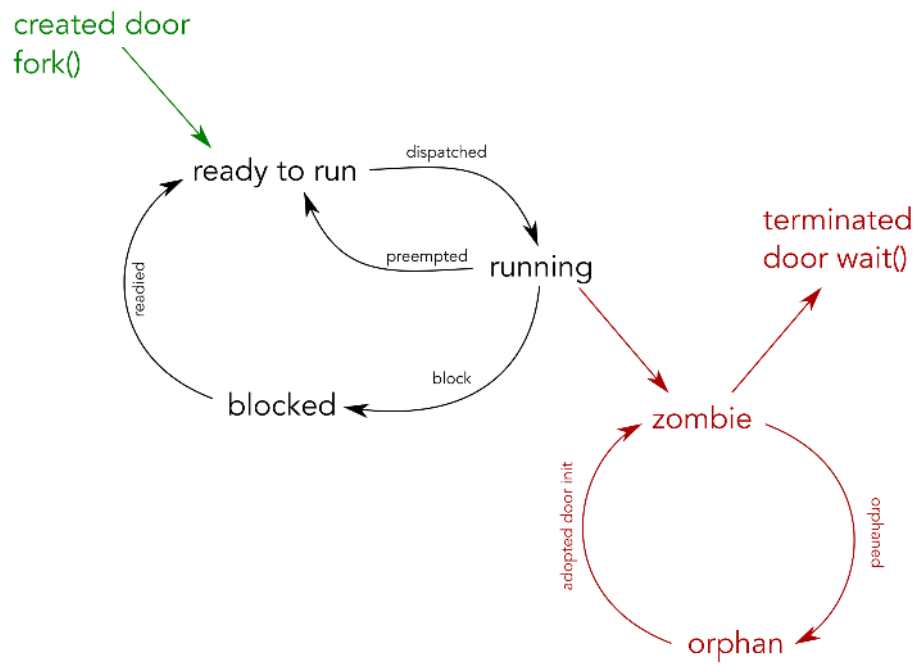 created door
fork()
ready to run
dispatched
preempted
running
readied
block
blocked
terminated
door wait()
zombie
adopted door init
orphaned
orphan